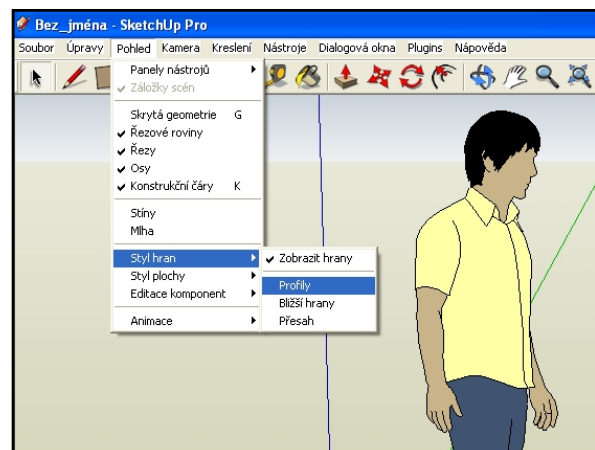 Bez_jména - SketchUp Pro
Soubor Úpravy Pohled Kamera Kreslení Nástroje Dialogová okna Plugins Nápověda
Panely nástrojů
Záložky scén
Skrytá geometrie G
Řezové roviny
Řezy
Osy
Konstrukční čáry K
Stíny
Mlha
Styl hran
Zobrazit hrany
Styl plochy
Profily
Editace komponent
Bližší hrany
Animace
Přesah